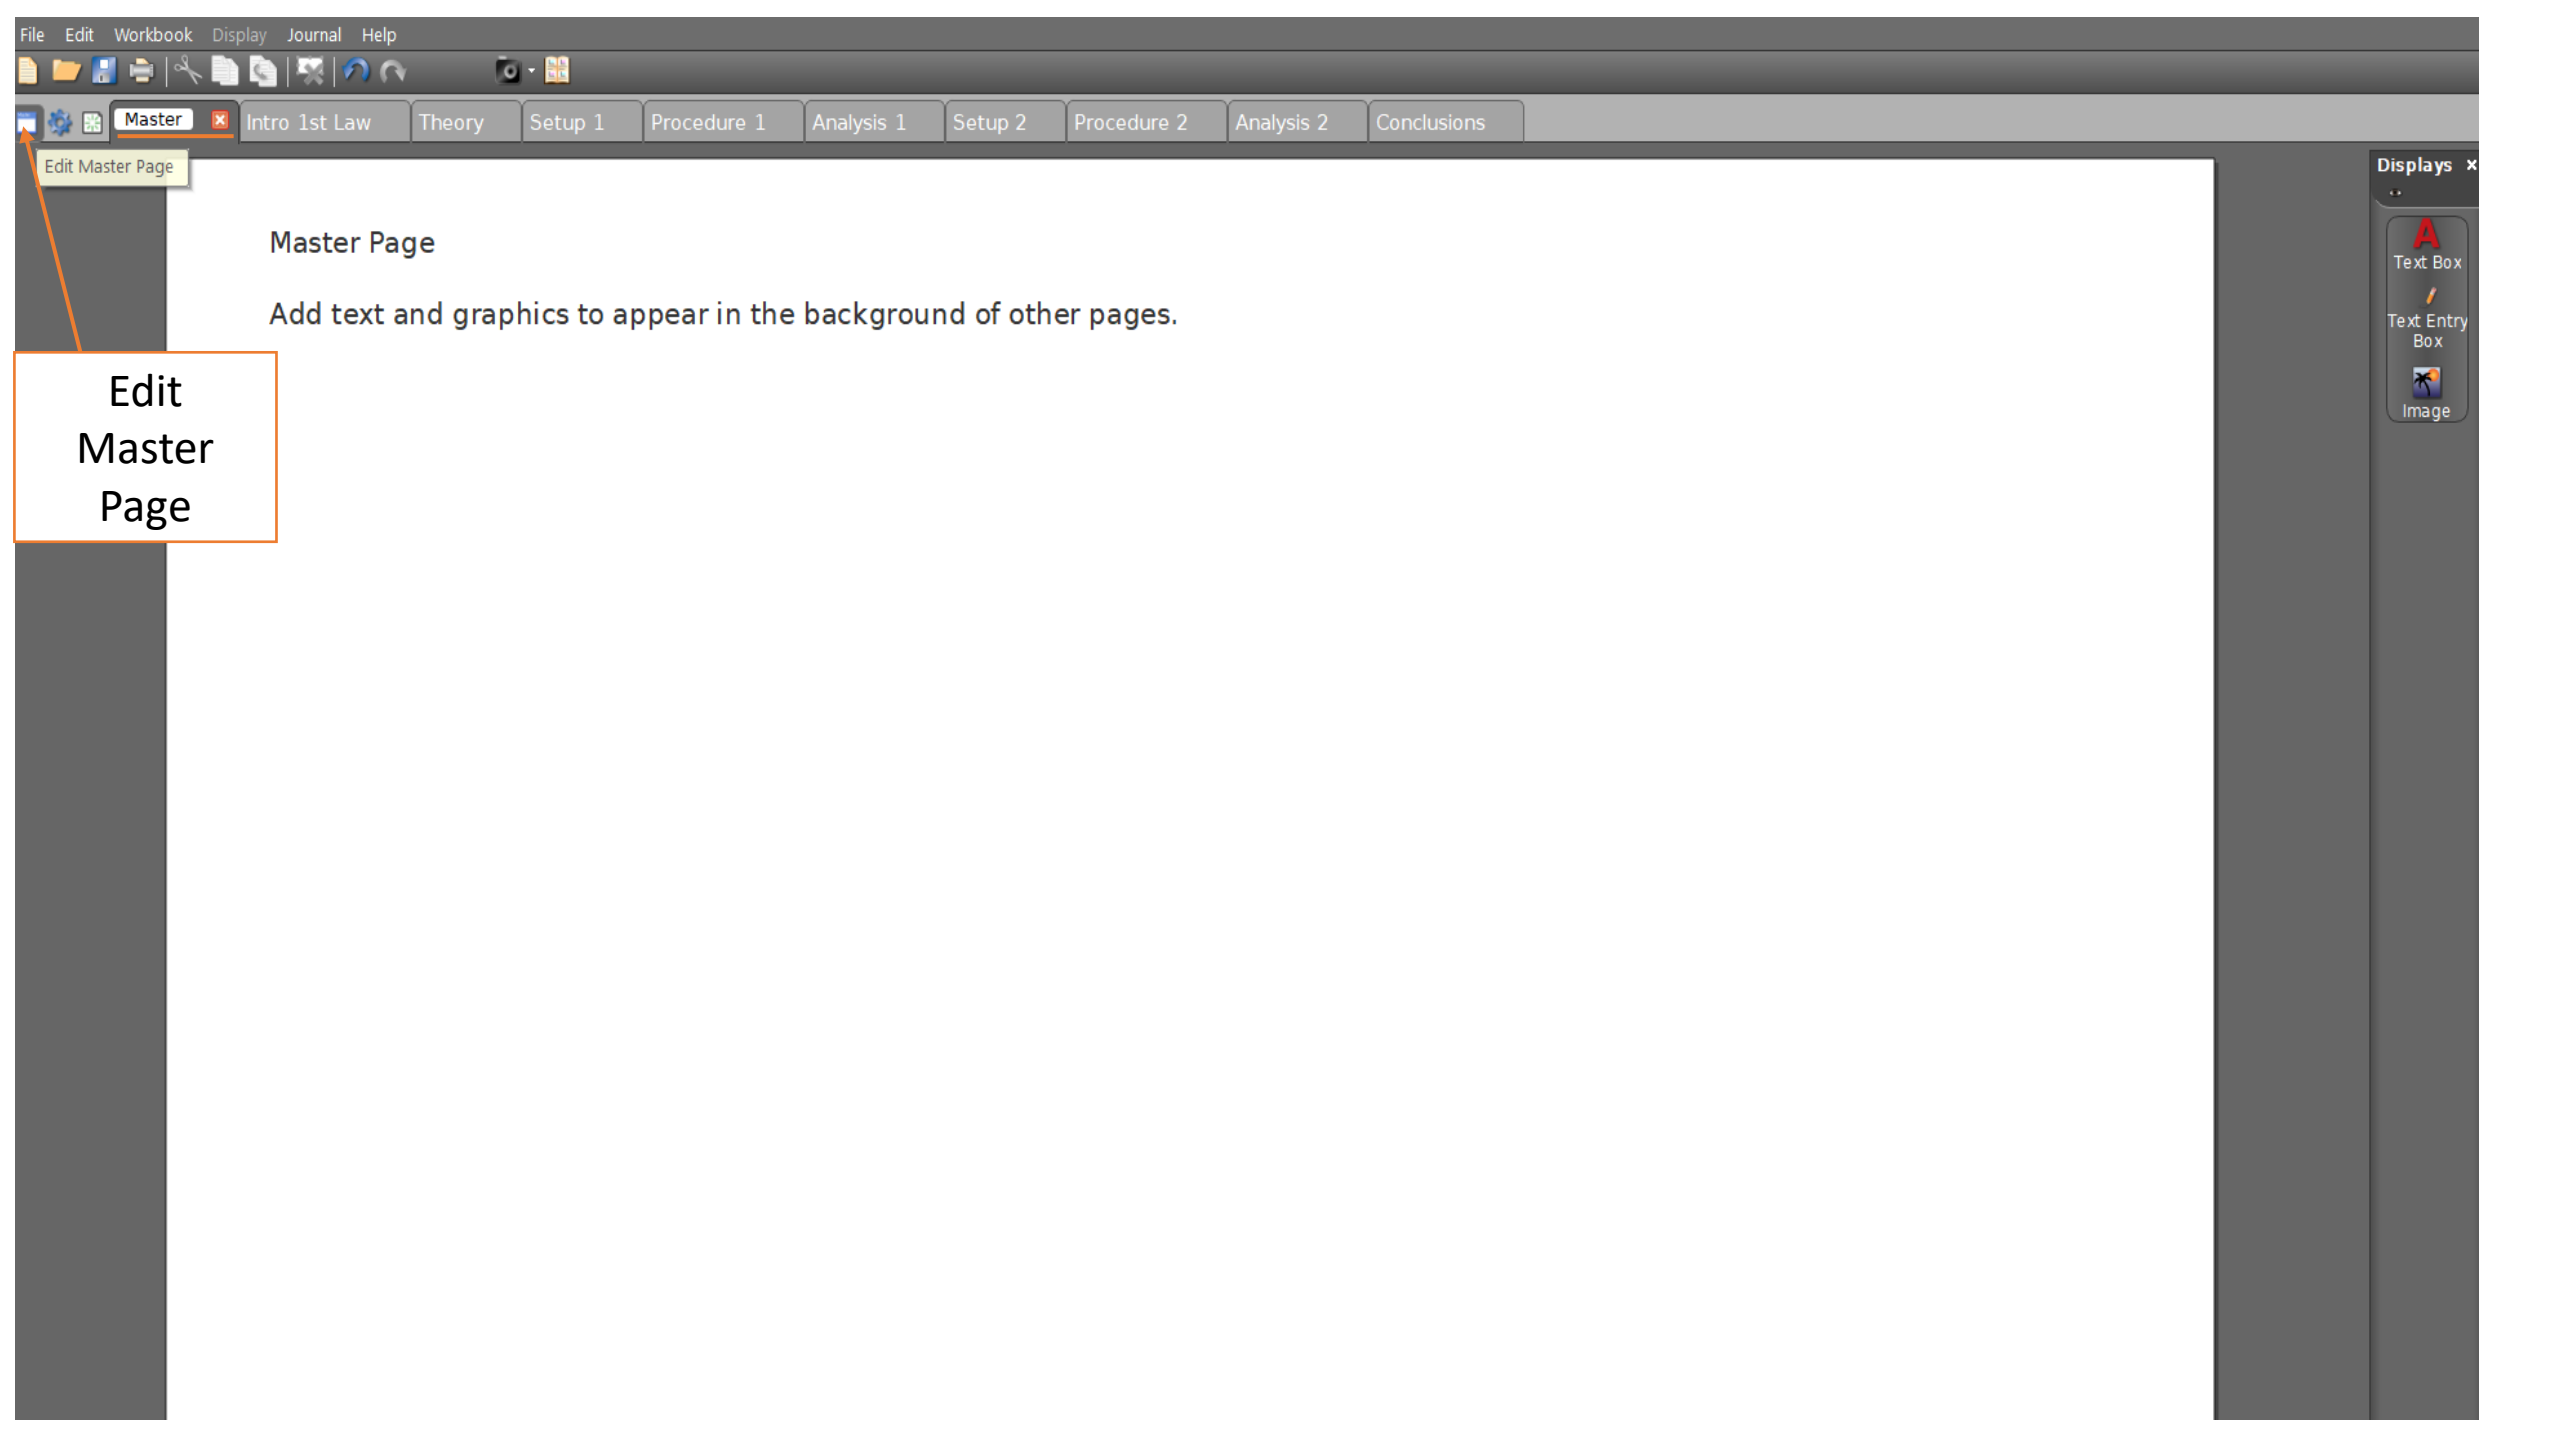 File Edit Workbook Display Journal Help
Master Intro 1st Law Theory Setup 1 Procedure 1 Analysis 1 Setup 2 Procedure 2 Analysis 2 Conclusions
Edit Master Page
Displays
Master Page
Add text and graphics to appear in the background of other pages.
Edit
Master
Page
A
Text Box
Text Entry
Box
Image